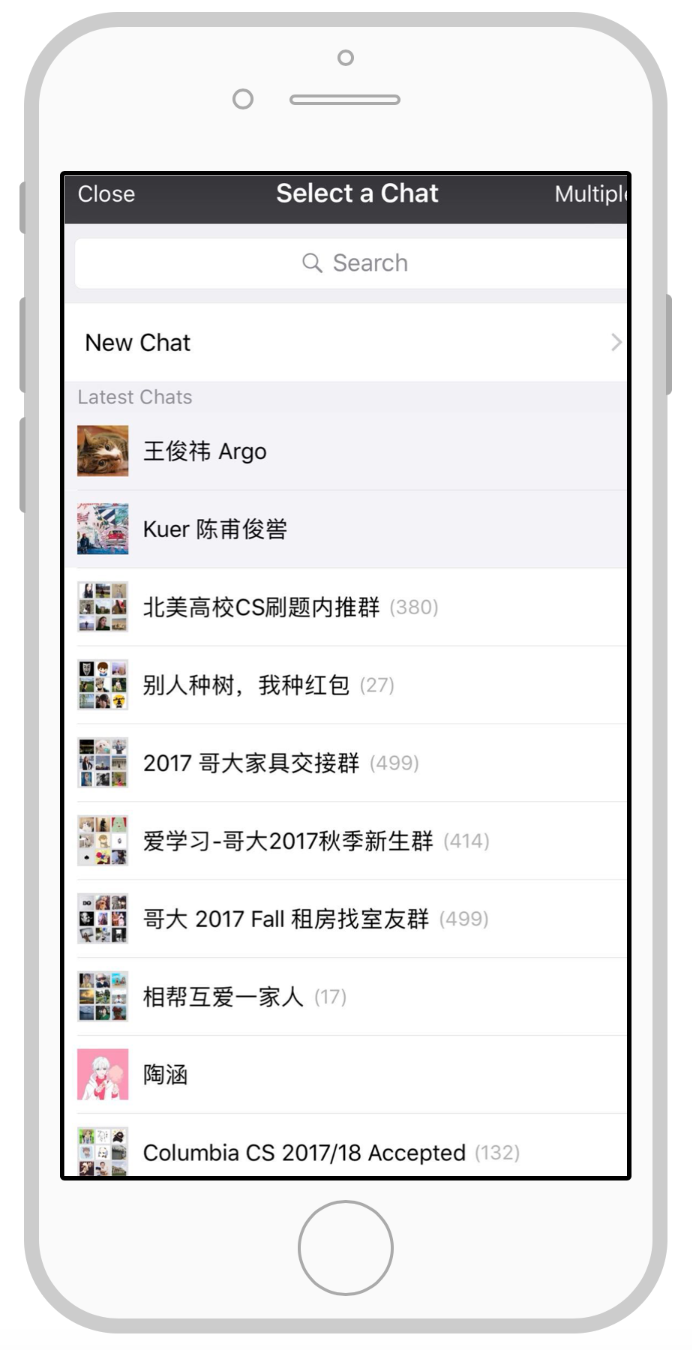 Close
Select a Chat
Multiple
Search
New Chat
Latest Chats
王俊祎 Argo
Kuer 陈甫俊喾
北美高校CS刷题内推群 (380)
别人种树，我种红包 (27)
2017 哥大家具交接群 (499)
爱学习-哥大2017秋季新生群 (414)
哥大 2017 Fall 租房找室友群 (499)
相帮互爱一家人 (17)
陶涵
Columbia CS 2017/18 Accepted (132)